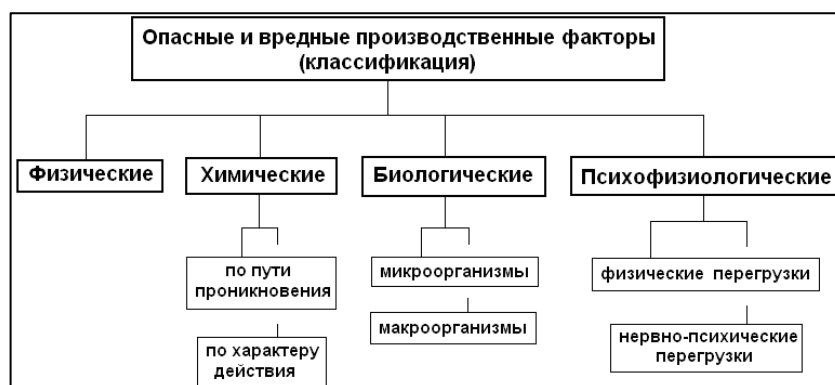 Опасные и вредные производственные факторы
(классификация)
Физические
Химические
Биологические
Психофизиологические
по пути
проникновения
по характеру
действия
микроорганизмы
макроорганизмы
физические перегрузки
нервно-психические
перегрузки